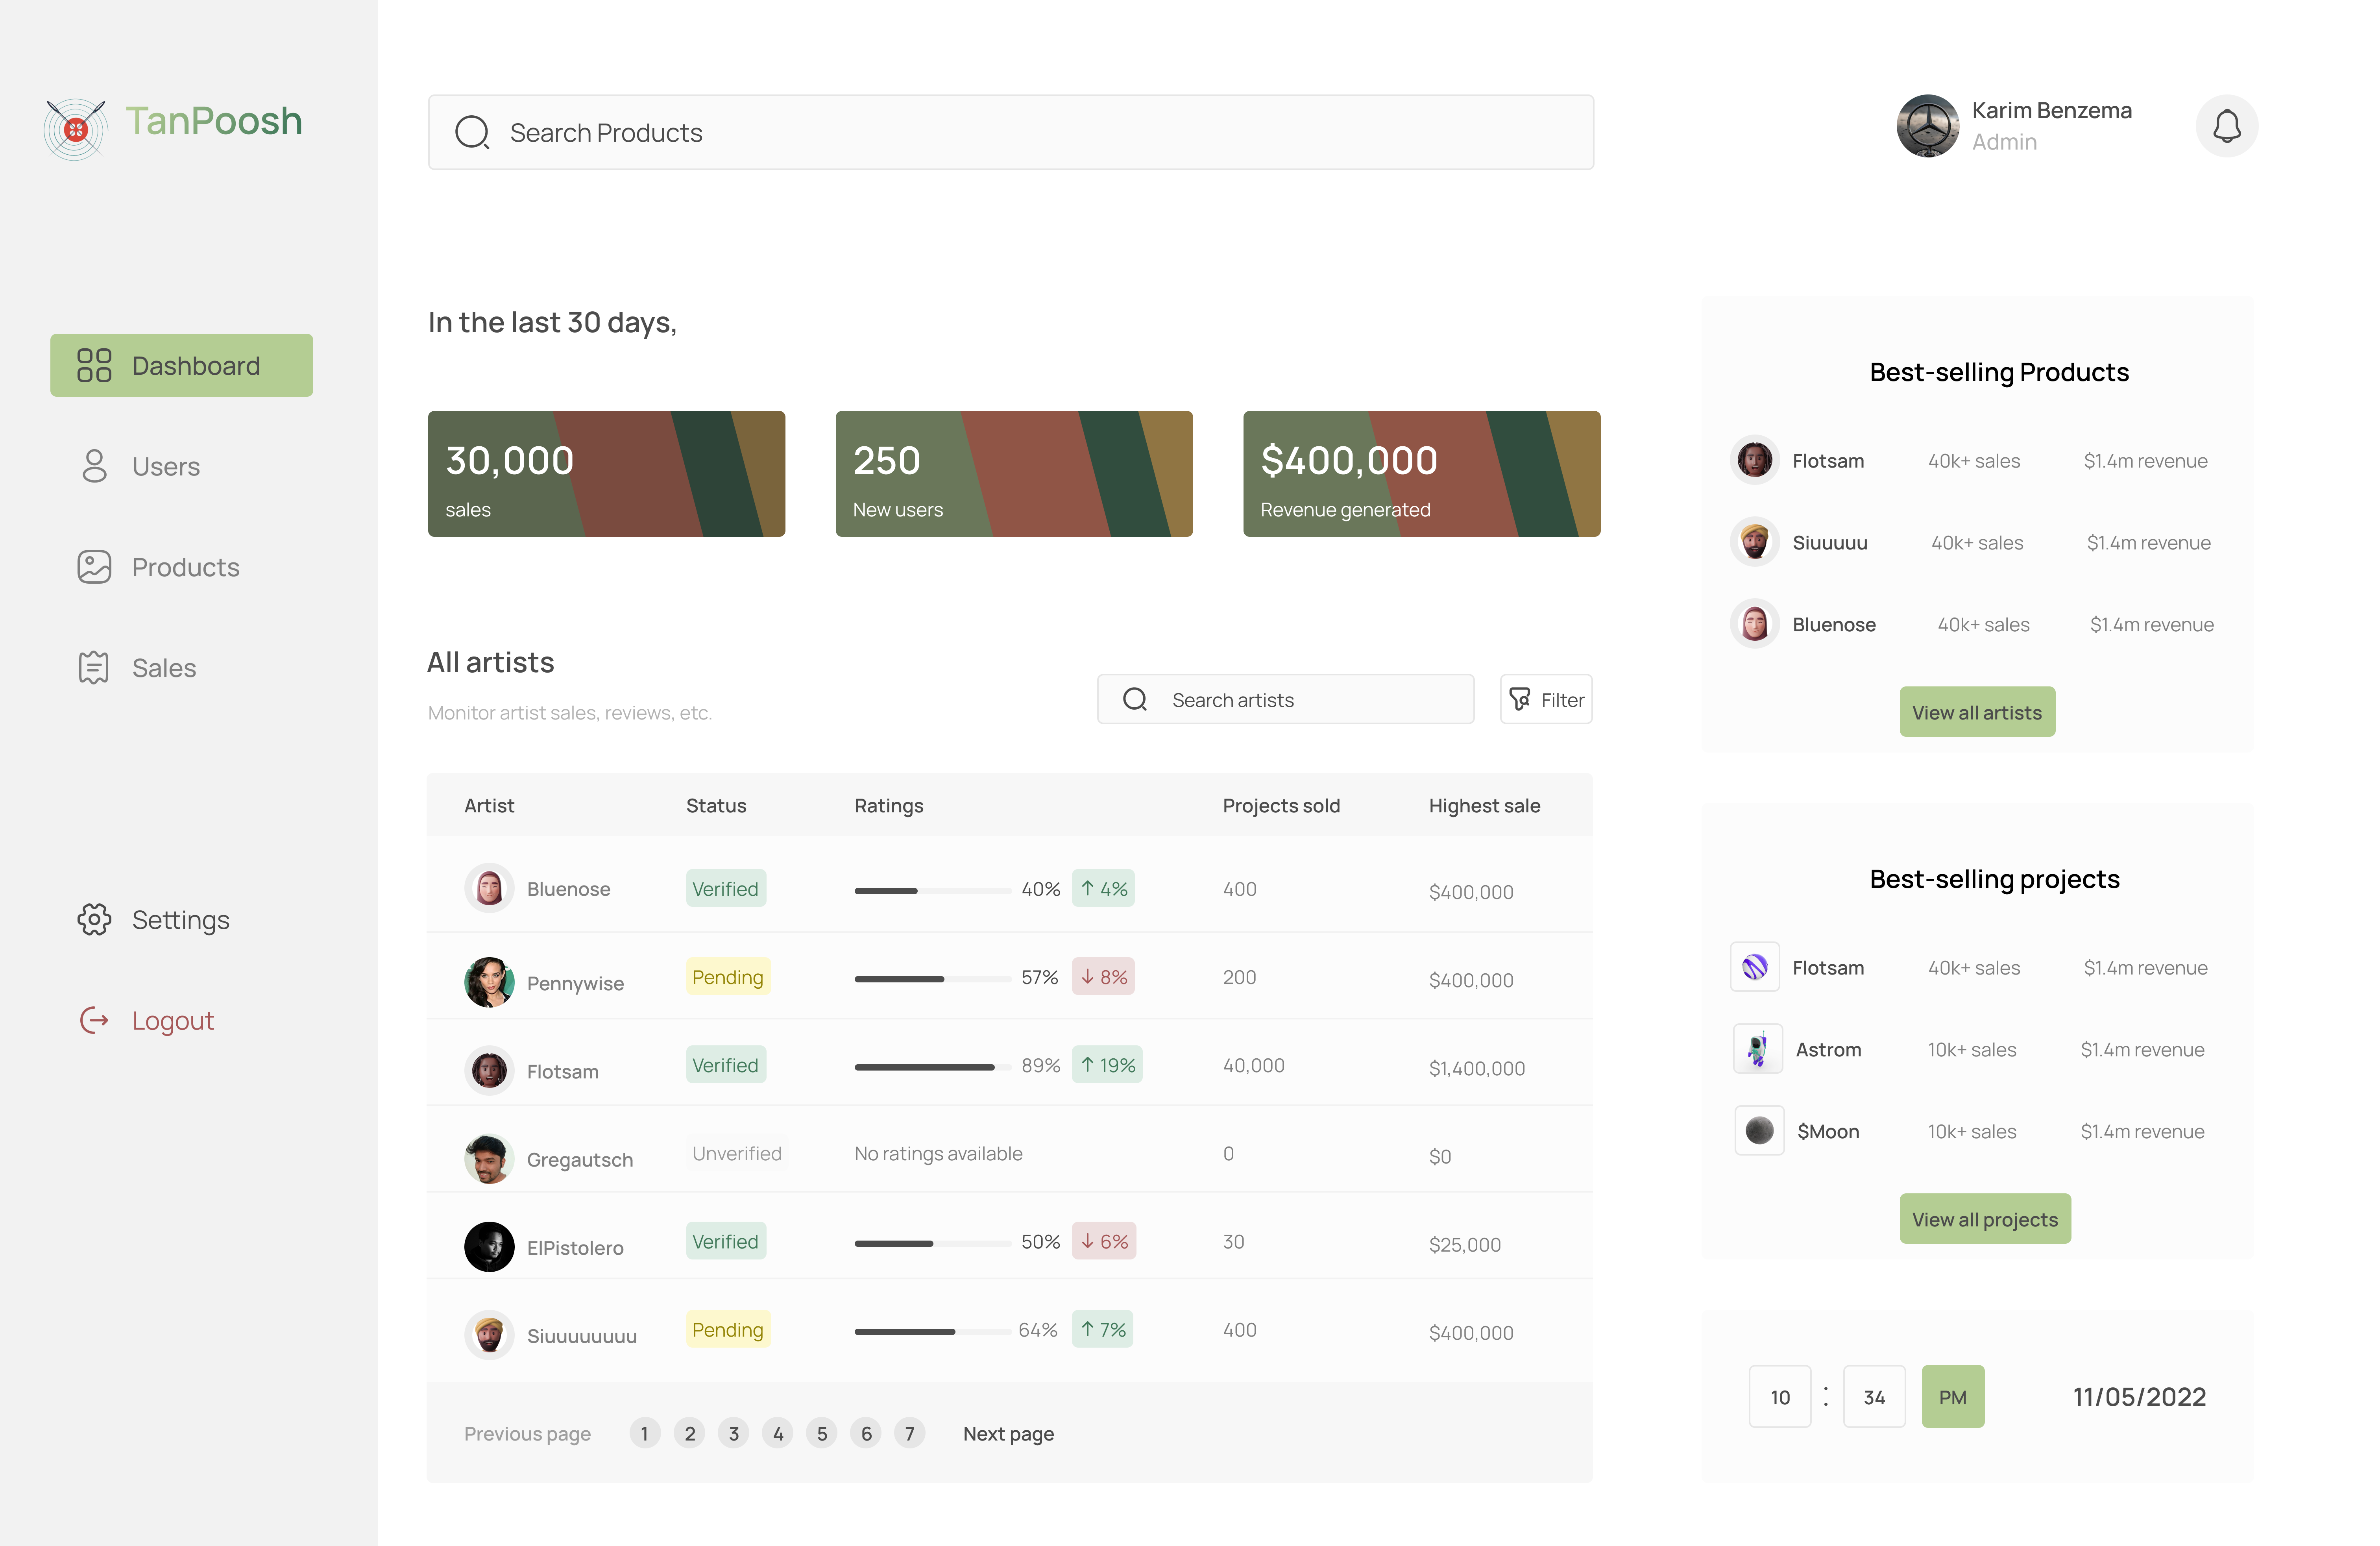 TanPoosh
Search Products
Karim Benzema
Admin
Dashboard
Users
Products
Sales
Settings
Logout
In the last 30 days,
30,000
sales
250
New users
$400,000
Revenue generated
All artists
Monitor artist sales, reviews, etc.
Search artists
Filter
Artist Status Ratings Projects sold Highest sale
Bluenose Verified 40% ↑ 4% 400 $400,000
Pennywise Pending 57% ↓ 8% 200 $400,000
Flotsam Verified 89% ↑ 19% 40,000 $1,400,000
Gregautsch Unverified No ratings available 0 $0
ElPistolero Verified 50% ↓ 6% 30 $25,000
Siuuuuuuuu Pending 64% ↑ 7% 400 $400,000
Previous page 1 2 3 4 5 6 7 Next page
Best-selling Products
Flotsam 40k+ sales $1.4m revenue
Siuuuuu 40k+ sales $1.4m revenue
Bluenose 40k+ sales $1.4m revenue
View all artists
Best-selling projects
Flotsam 40k+ sales $1.4m revenue
Astrom 10k+ sales $1.4m revenue
$Moon 10k+ sales $1.4m revenue
View all projects
10 : 34 PM 11/05/2022